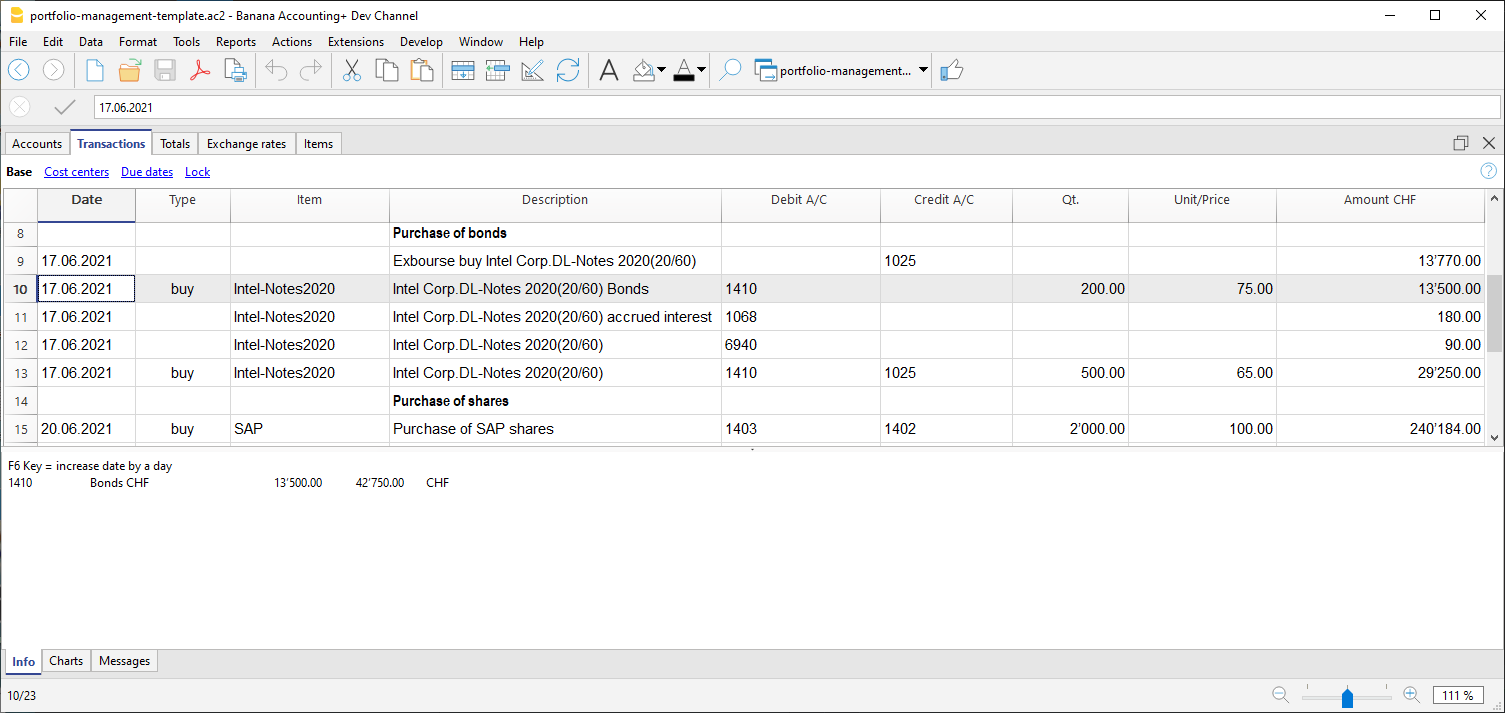 portfolio-management-template.ac2 - Banana Accounting+ Dev Channel
File Edit Data Format Tools Reports Actions Extensions Develop Window Help
portfolio-management...
17.06.2021
Accounts Transactions Totals Exchange rates Items
Base Cost centers Due dates Lock
Date Type Item Description Debit A/C Credit A/C Qt. Unit/Price Amount CHF
8 Purchase of bonds
9 17.06.2021 Exbourse buy Intel Corp.DL-Notes 2020(20/60) 1025 13’770.00
10 17.06.2021 buy Intel-Notes2020 Intel Corp.DL-Notes 2020(20/60) Bonds 1410 200.00 75.00 13’500.00
11 17.06.2021 Intel-Notes2020 Intel Corp.DL-Notes 2020(20/60) accrued interest 1068 180.00
12 17.06.2021 Intel-Notes2020 Intel Corp.DL-Notes 2020(20/60) 6940 90.00
13 17.06.2021 buy Intel-Notes2020 Intel Corp.DL-Notes 2020(20/60) 1410 1025 500.00 65.00 29’250.00
14 Purchase of shares
15 20.06.2021 buy SAP Purchase of SAP shares 1403 1402 2’000.00 100.00 240’184.00
F6 Key = increase date by a day
1410 Bonds CHF 13’500.00 42’750.00 CHF
Info Charts Messages
10/23 111 %